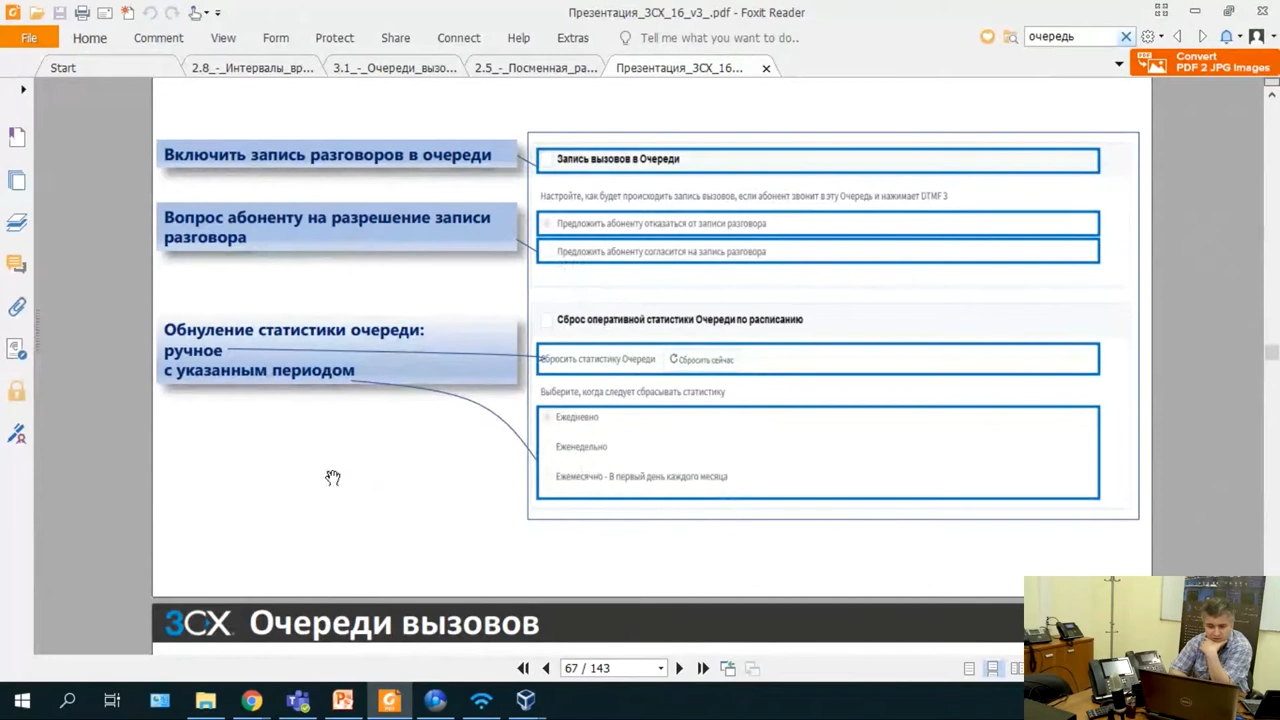 Презентация_3CX_16_v3_.pdf - Foxit Reader
File
Home
Comment
View
Form
Protect
Share
Connect
Help
Extras
Tell me what you want to do..
очередь
Start
2.8_-_Интервалы_вр...
3.1_-_Очереди_вызо...
2.5_-_Посменная_ра...
Презентация_3CX_16...
Convert
PDF 2 JPG Images
Включить запись разговоров в очереди
Запись вызовов в Очереди
Настройте, как будет происходить запись вызовов, если абонент звонит в эту Очередь и нажимает DTMF 3
Вопрос абоненту на разрешение записи
разговора
Предложить абоненту отказаться от записи разговора
Предложить абоненту согласится на запись разговора
Обнуление статистики очереди:
ручное
с указанным периодом
Сброс оперативной статистики Очереди по расписанию
Сбросить статистику Очереди
Сбросить сейчас
Выберите, когда следует сбрасывать статистику
Ежедневно
Еженедельно
Ежемесячно - В первый день каждого месяца
3CX Очереди вызовов
67 / 143